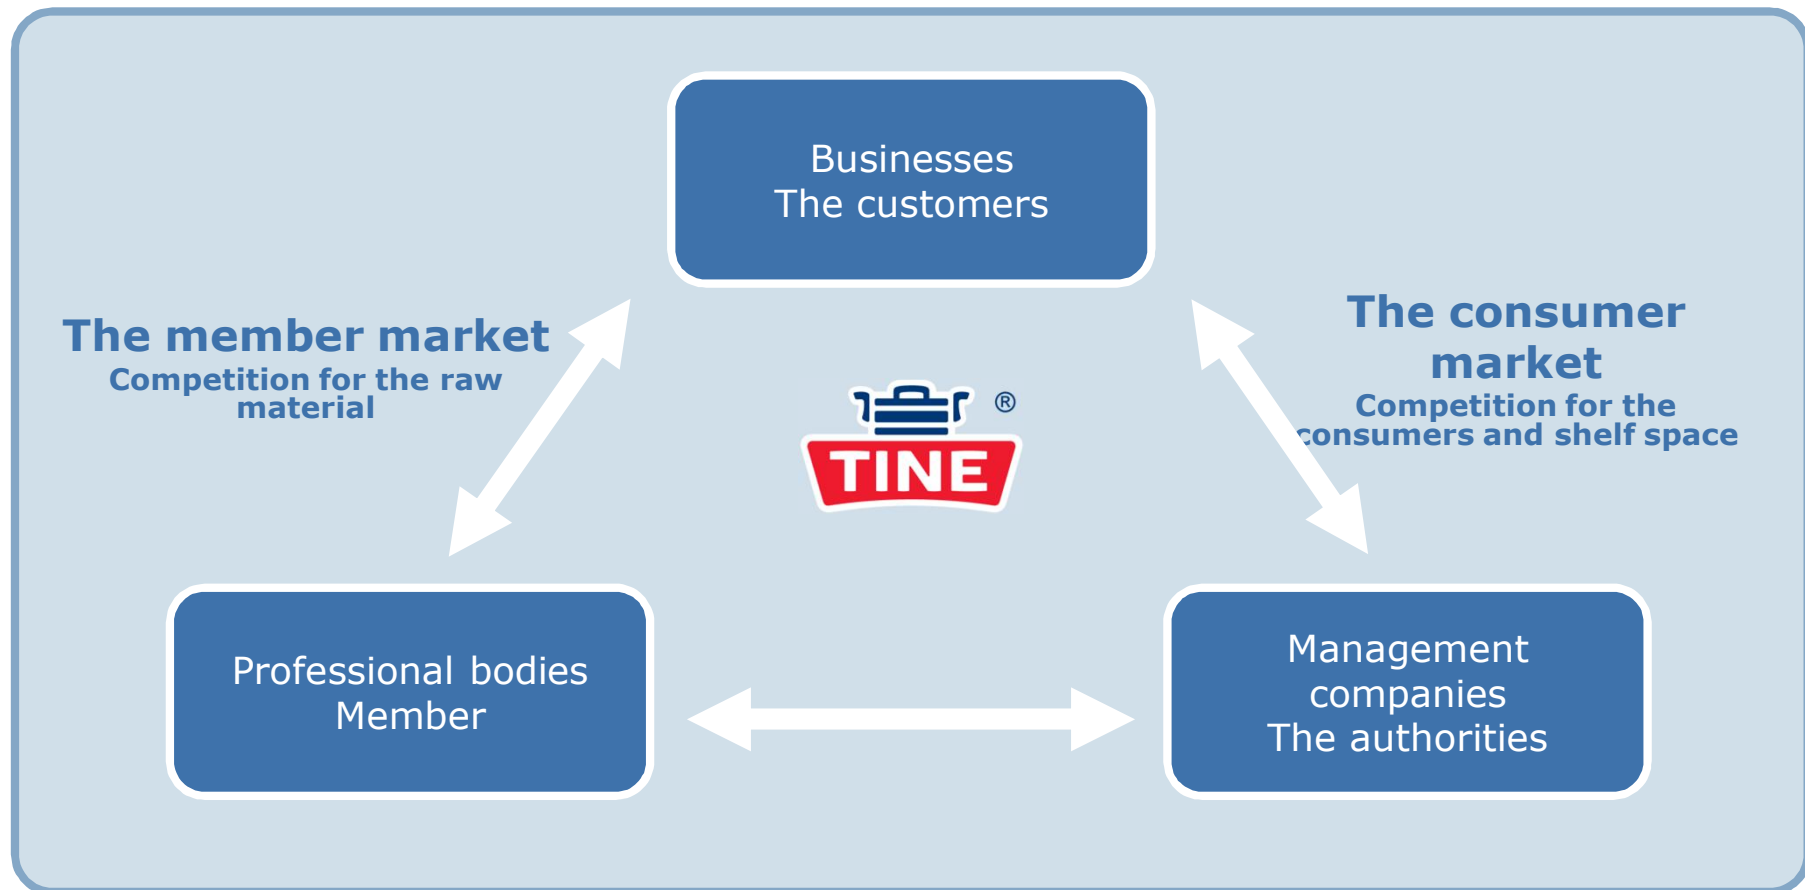 Businesses
The customers
The member market
Competition for the raw
material
The consumer
market
Competition for the
consumers and shelf space
®
TINE
Professional bodies
Member
Management
companies
The authorities